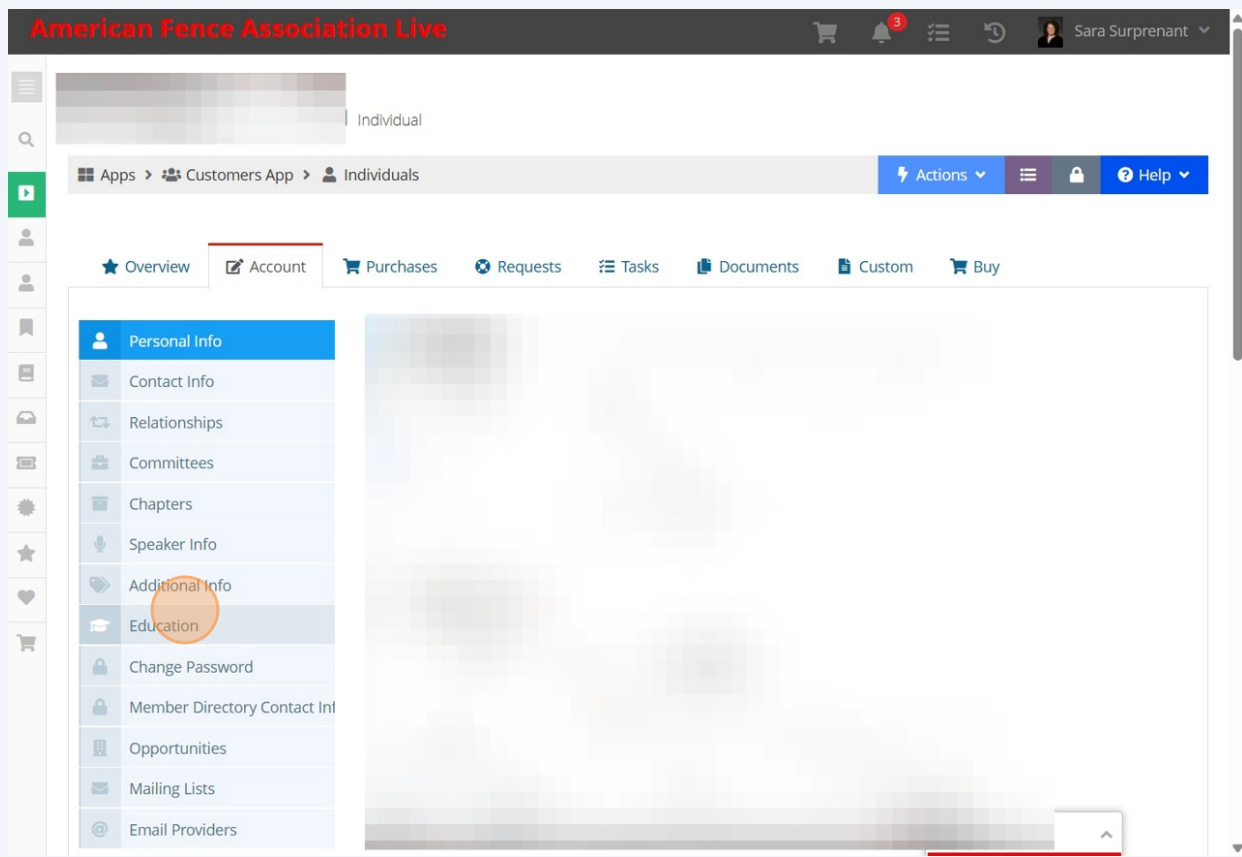 American Fence Association Live
3
Sara Surprenant
Individual
Apps > Customers App > Individuals
Actions
Help
Overview
Account
Purchases
Requests
Tasks
Documents
Custom
Buy
Personal Info
Contact Info
Relationships
Committees
Chapters
Speaker Info
Additional Info
Education
Change Password
Member Directory Contact Inf
Opportunities
Mailing Lists
Email Providers